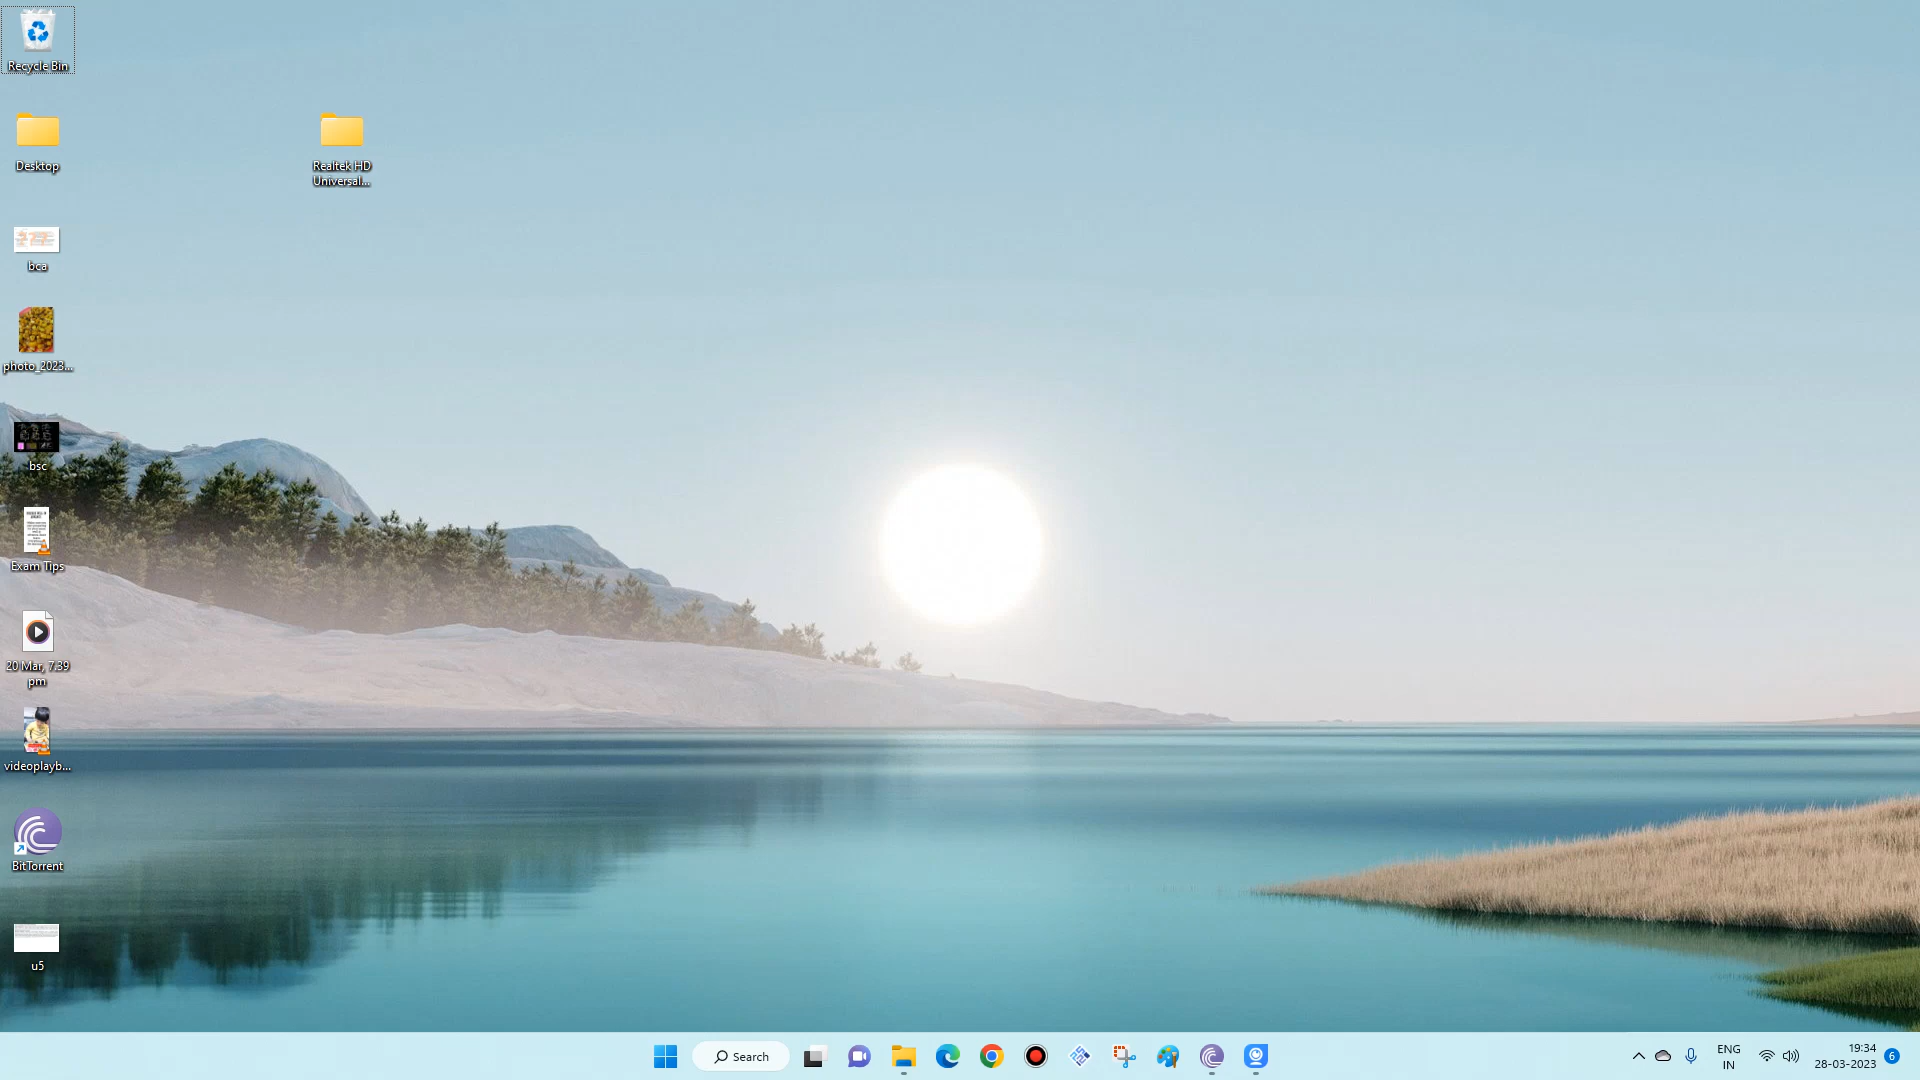 Recycle Bin
Desktop
Realtek HD
Universal...
bca
photo_2023...
bsc
Exam Tips
20 Mar, 7.39
pm
videoplayb...
BitTorrent
u5
Search
ENG
IN
19:34
28-03-2023
6